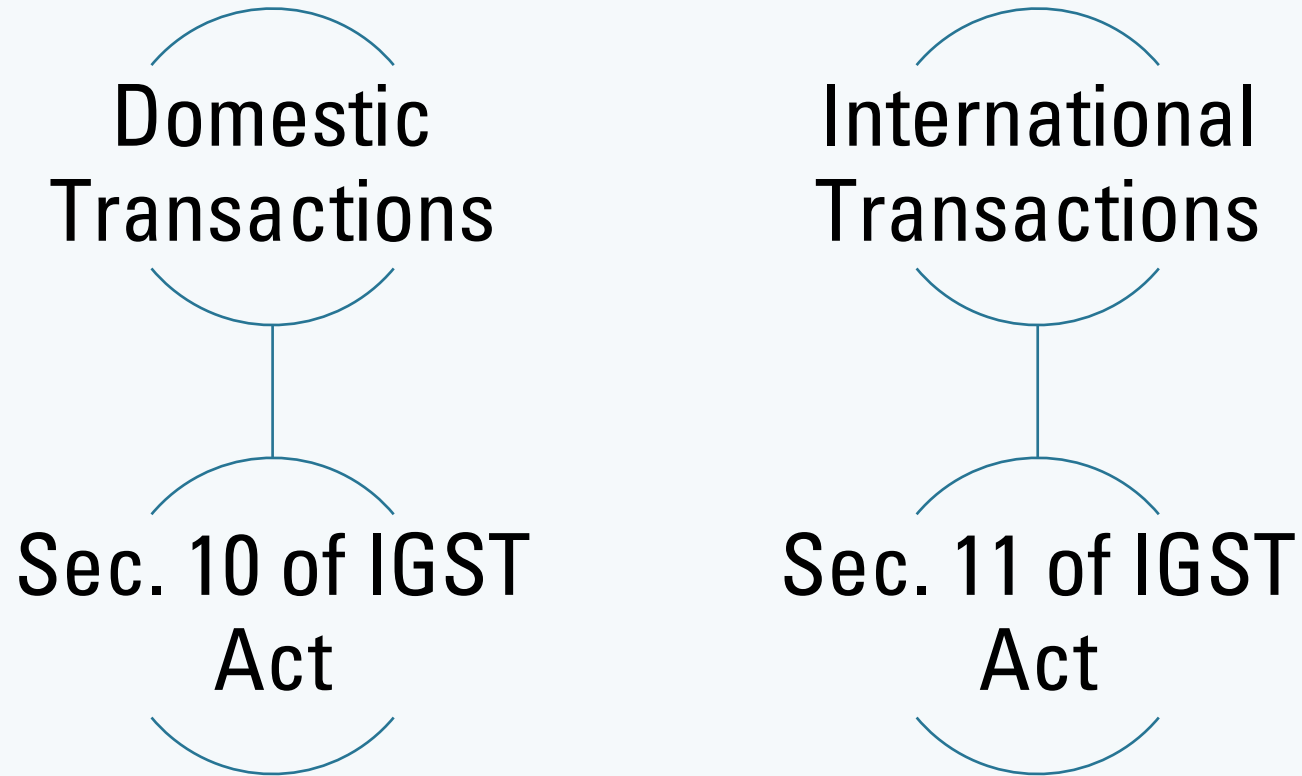 Domestic
Transactions
Sec. 10 of IGST
Act
International
Transactions
Sec. 11 of IGST
Act